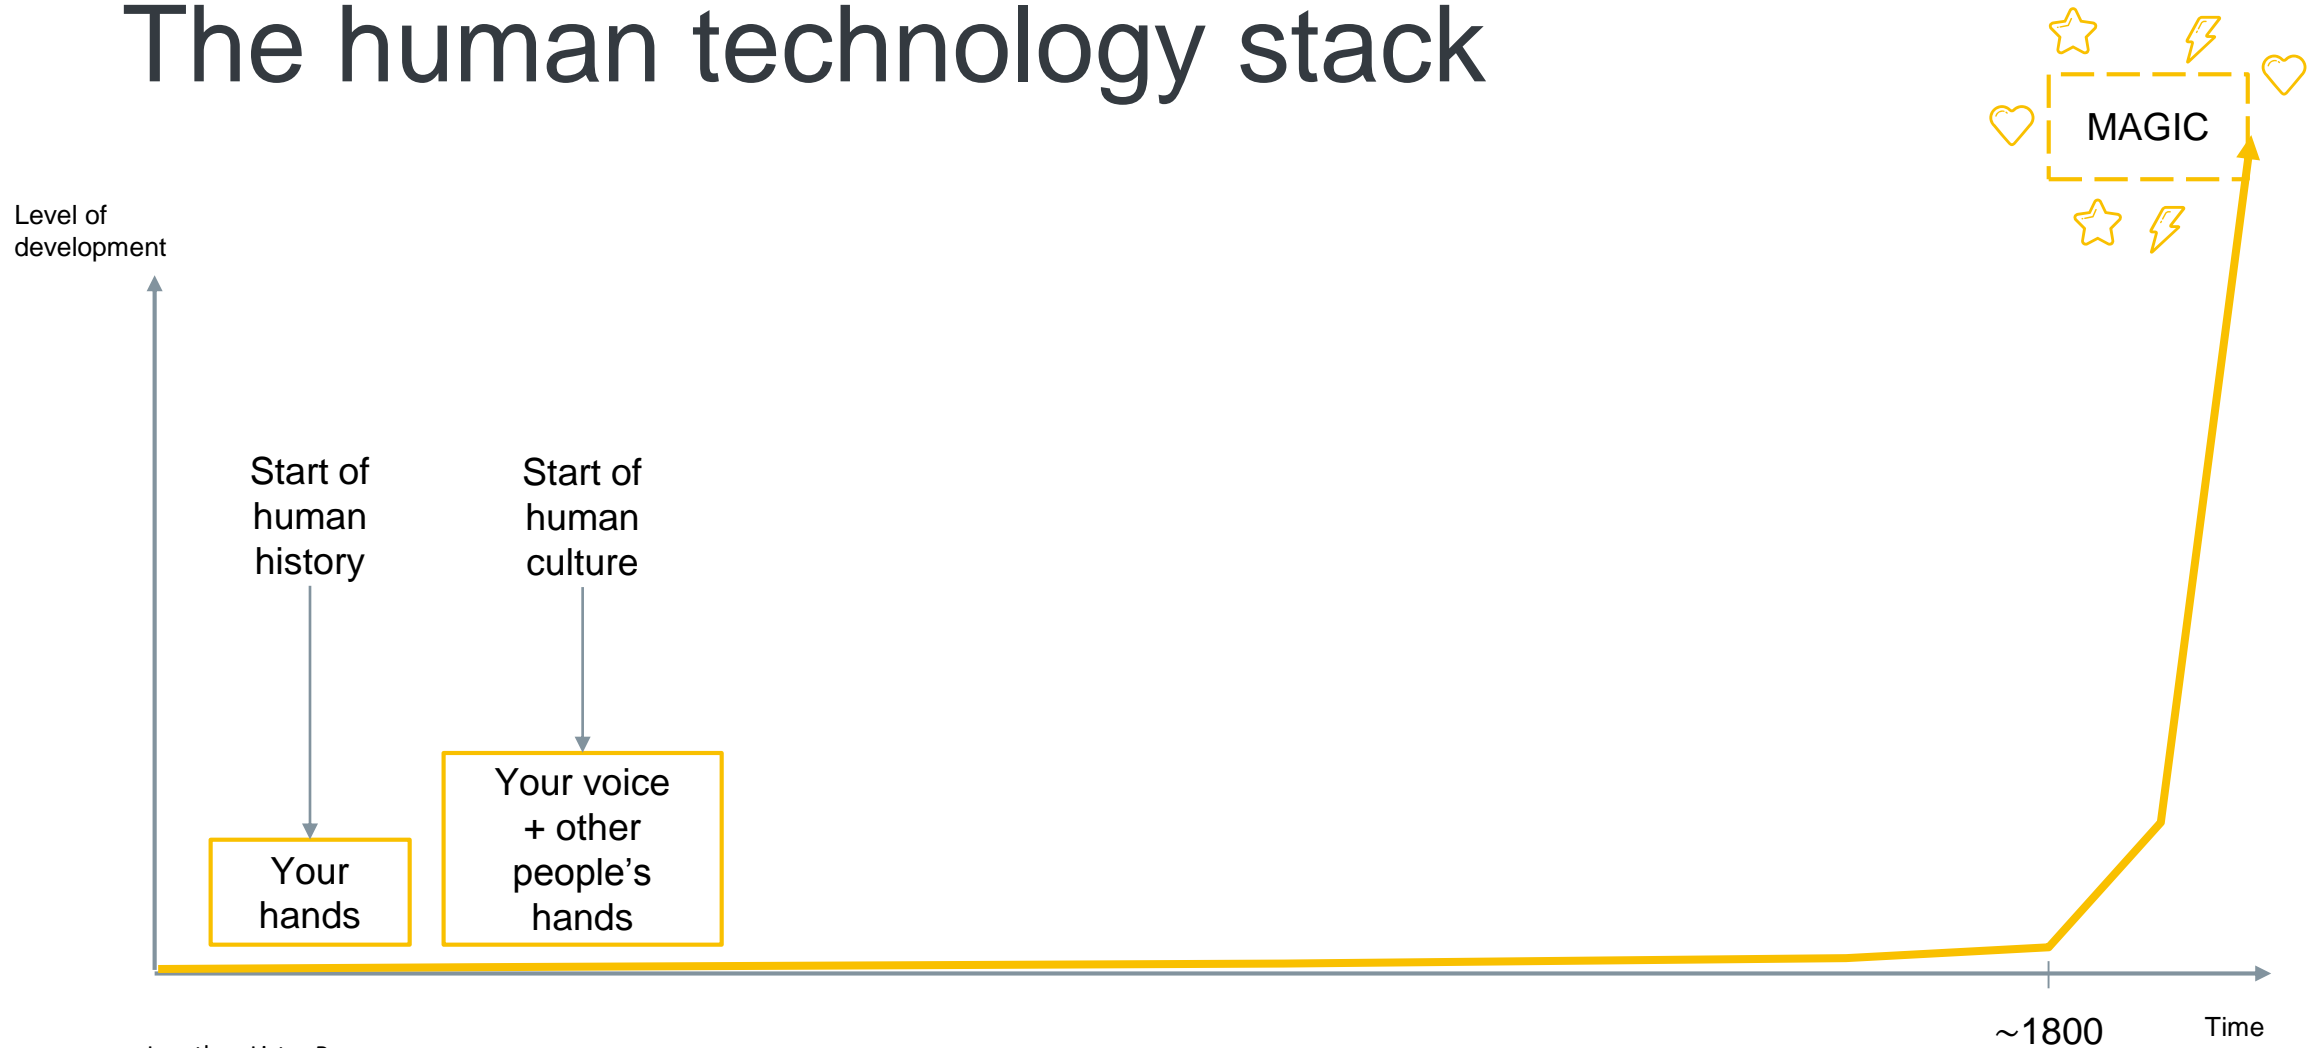 The human technology stack
MAGIC
Level of
development
Start of
human
history
Start of
human
culture
Your
hands
Your voice
+ other
people’s
hands
~1800
Time